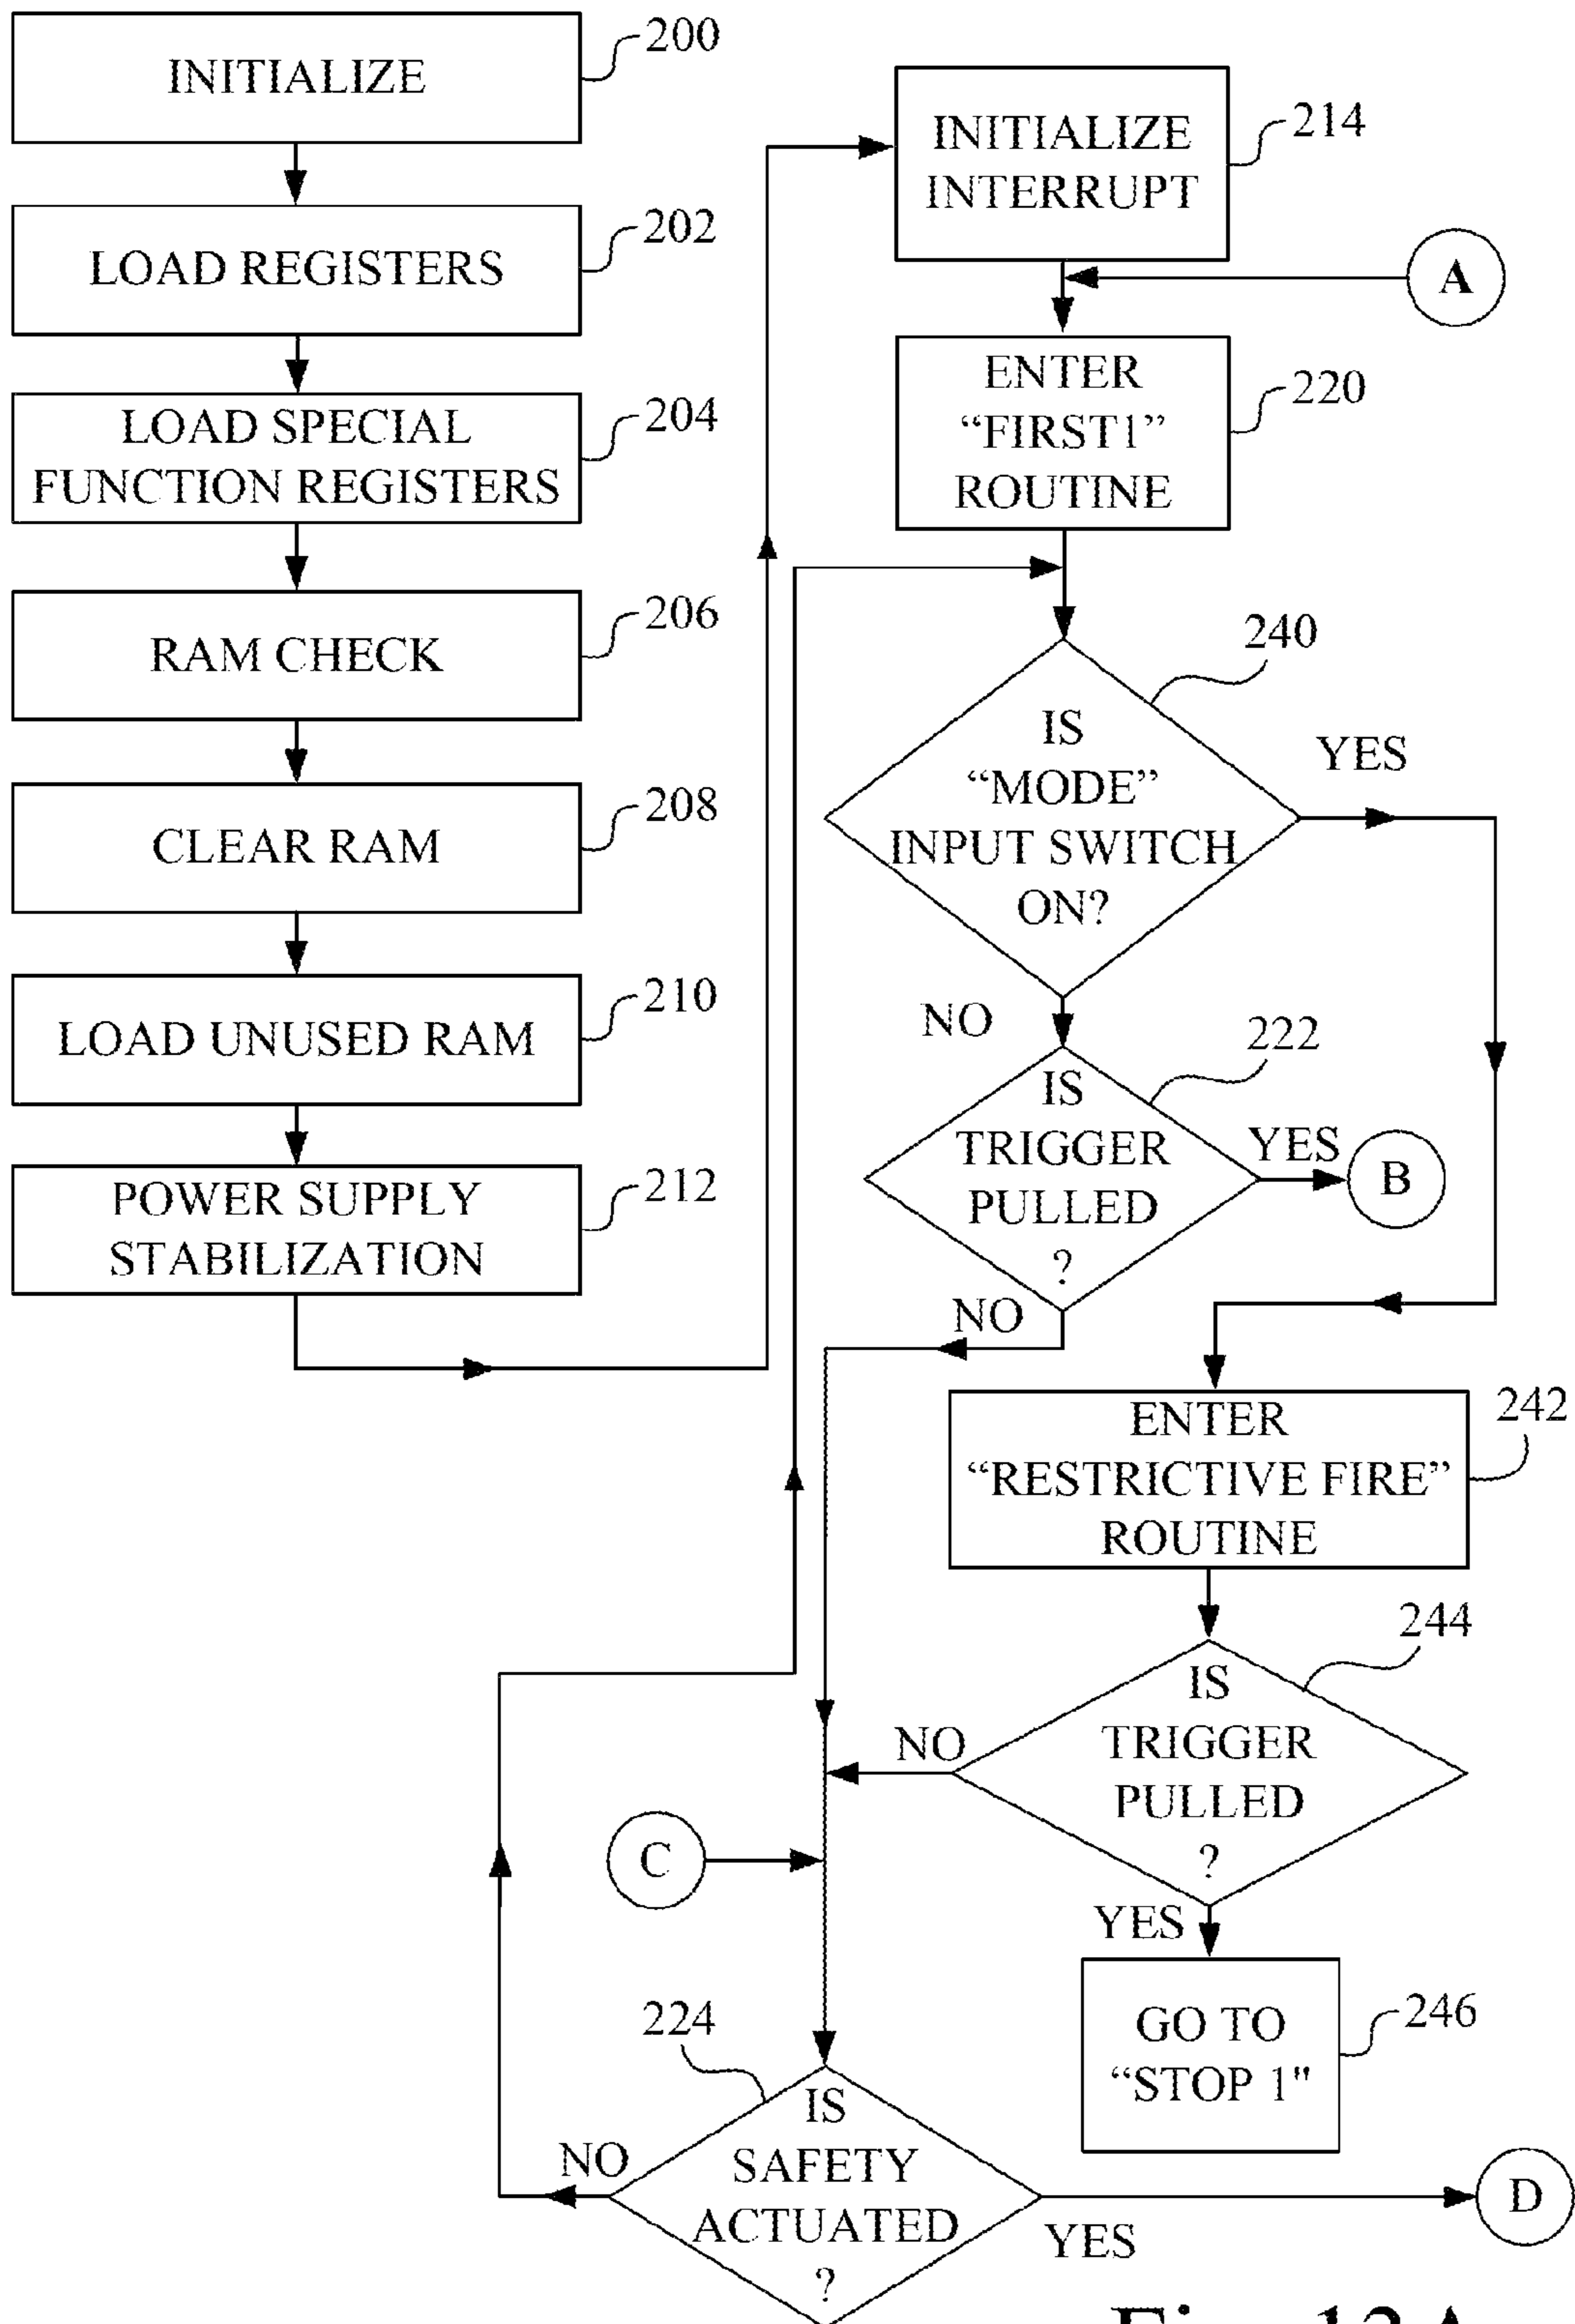 INITIALIZE
200
LOAD REGISTERS
202
LOAD SPECIAL
FUNCTION REGISTERS
204
RAM CHECK
206
CLEAR RAM
208
LOAD UNUSED RAM
210
POWER SUPPLY
STABILIZATION
212
INITIALIZE
INTERRUPT
214
A
ENTER
“FIRST1”
ROUTINE
220
240
IS
“MODE”
INPUT SWITCH
ON?
YES
NO
222
IS
TRIGGER
PULLED
?
YES
B
NO
ENTER
“RESTRICTIVE FIRE”
ROUTINE
242
244
IS
TRIGGER
PULLED
?
NO
C
YES
GO TO
“STOP 1"
246
224
IS
SAFETY
ACTUATED
?
NO
YES
D